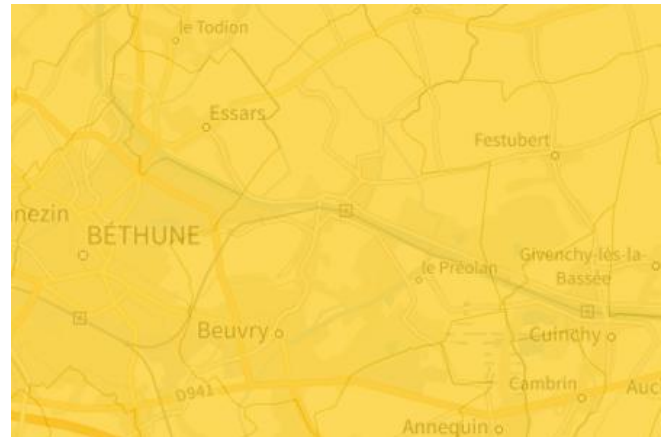 le Todion
Essars
Festubert
nezin
BÉTHUNE
Givenchy-lès-la-
Bassée
le Préolan
Beuvry
Cuinchy
D941
Cambrin
Auc
Annequin